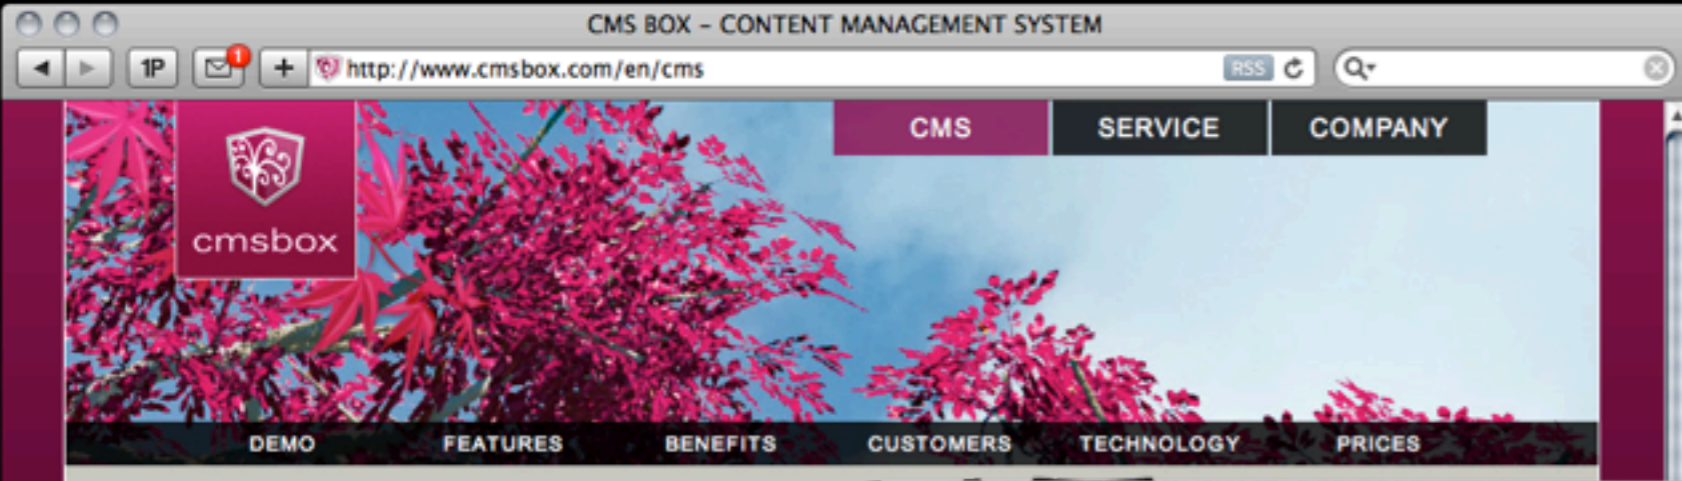 CMS BOX – CONTENT MANAGEMENT SYSTEM
1P 1 + http://www.cmsbox.com/en/cms RSS
CMS SERVICE COMPANY
cmsbox
DEMO FEATURES BENEFITS CUSTOMERS TECHNOLOGY PRICES